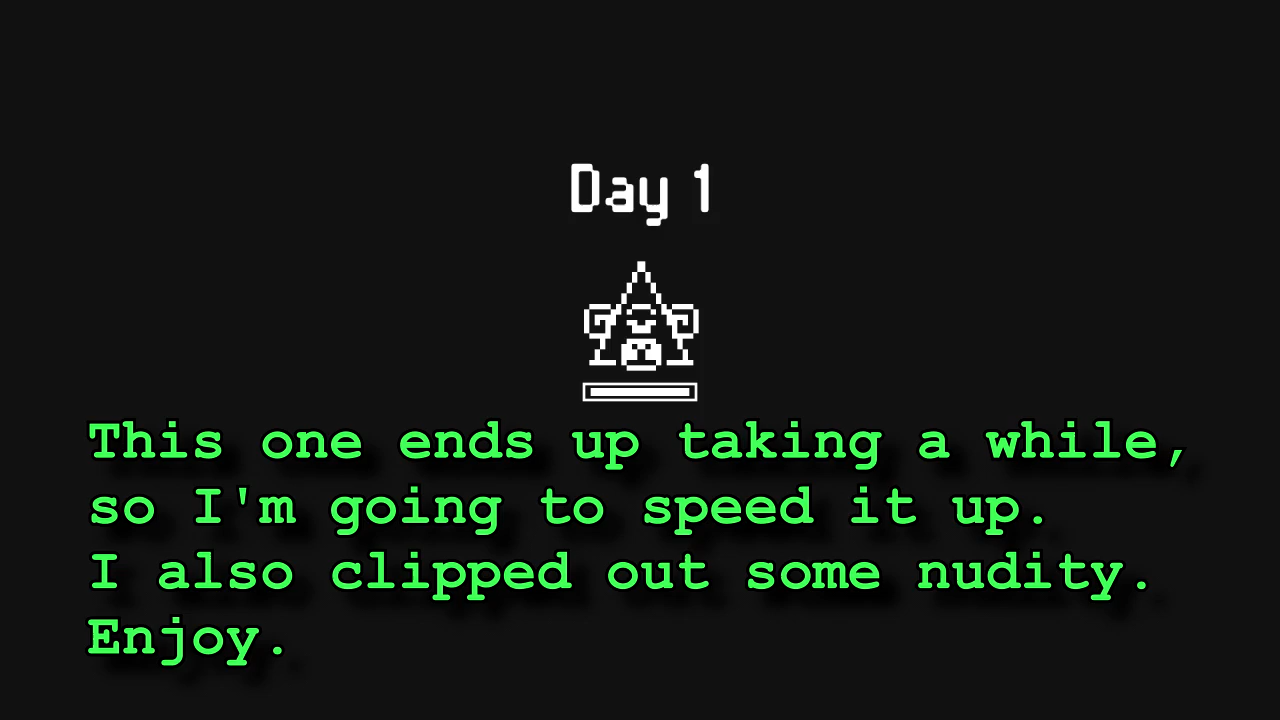 Day 1
This one ends up taking a while,
so I'm going to speed it up.
I also clipped out some nudity.
Enjoy.